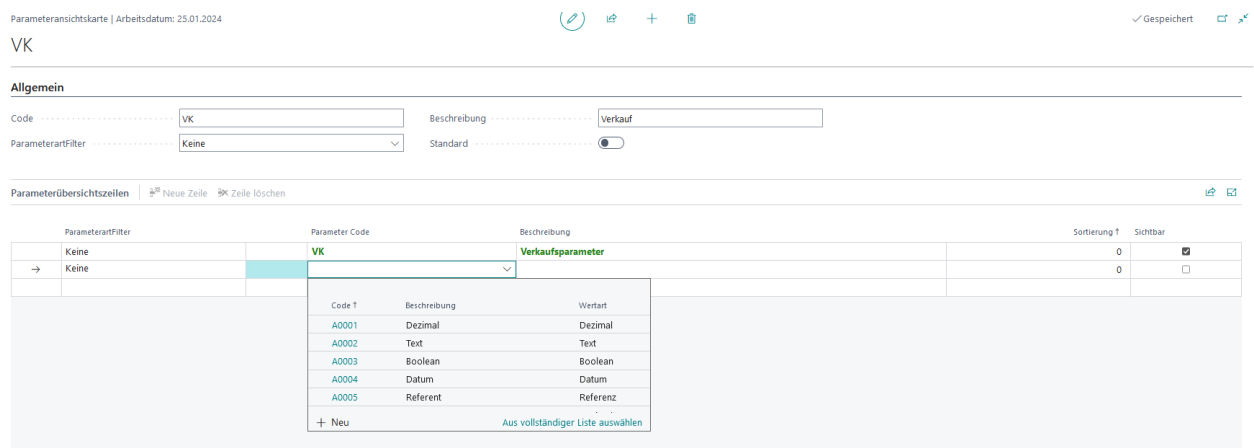 Parameteransichtskarte | Arbeitsdatum: 25.01.2024
Gespeichert
VK
Allgemein
Code VK
Beschreibung Verkauf
ParameterartFilter Keine
Standard
Parameterübersichtszeilen Neue Zeile Zeile löschen
ParameterartFilter Parameter Code Beschreibung Sortierung ↑ Sichtbar
Keine VK Verkaufsparameter 0
→ Keine 0
Code ↑ Beschreibung Wertart
A0001 Dezimal Dezimal
A0002 Text Text
A0003 Boolean Boolean
A0004 Datum Datum
A0005 Referent Referenz
+ Neu Aus vollständiger Liste auswählen